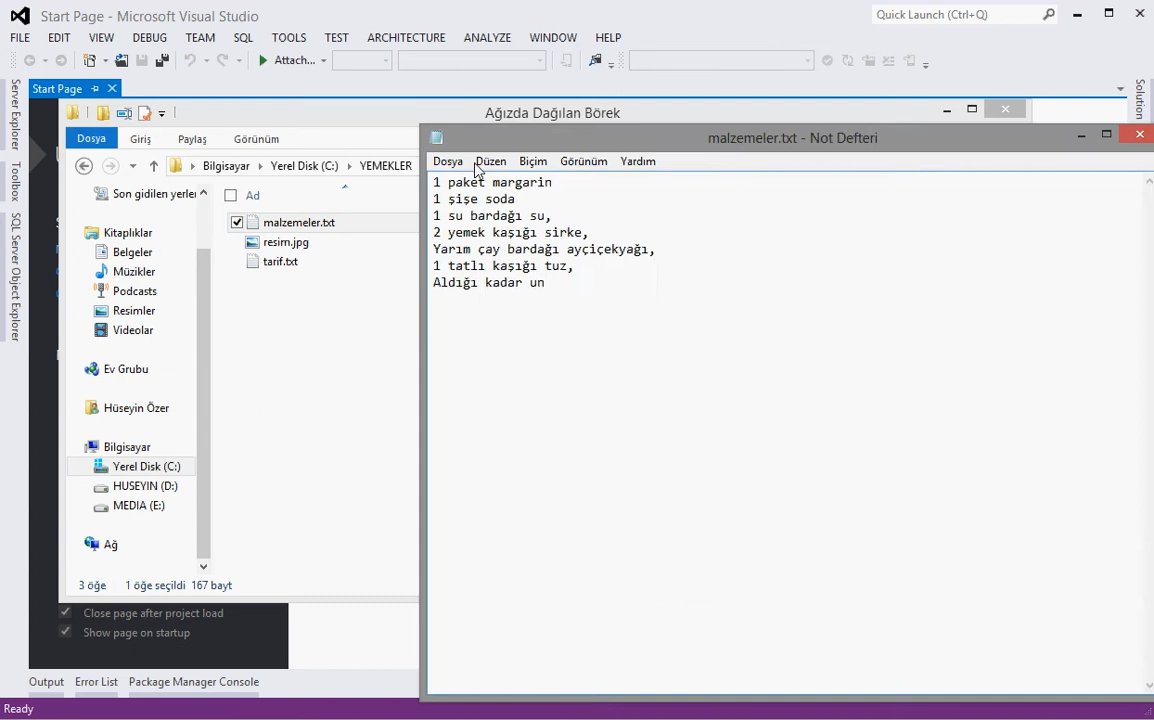 Start Page - Microsoft Visual Studio
Quick Launch (Ctrl+Q)
FILE EDIT VIEW DEBUG TEAM SQL TOOLS TEST ARCHITECTURE ANALYZE WINDOW HELP
Attach...
Start Page
Server Explorer
Toolbox
SQL Server Object Explorer
Solution
Ağızda Dağılan Börek
Dosya Giriş Paylaş Görünüm
Bilgisayar Yerel Disk (C:) YEMEKLER
Son gidilen yerler
Kitaplıklar
Belgeler
Müzikler
Podcasts
Resimler
Videolar
Ev Grubu
Hüseyin Özer
Bilgisayar
Yerel Disk (C:)
HUSEYIN (D:)
MEDIA (E:)
Ağ
Ad
malzemeler.txt
resim.jpg
tarif.txt
3 öğe 1 öğe seçildi 167 bayt
malzemeler.txt - Not Defteri
Dosya Düzen Biçim Görünüm Yardım
1 paket margarin
1 şişe soda
1 su bardağı su,
2 yemek kaşığı sirke,
Yarım çay bardağı ayçiçekyağı,
1 tatlı kaşığı tuz,
Aldığı kadar un
Close page after project load
Show page on startup
Output Error List Package Manager Console
Ready